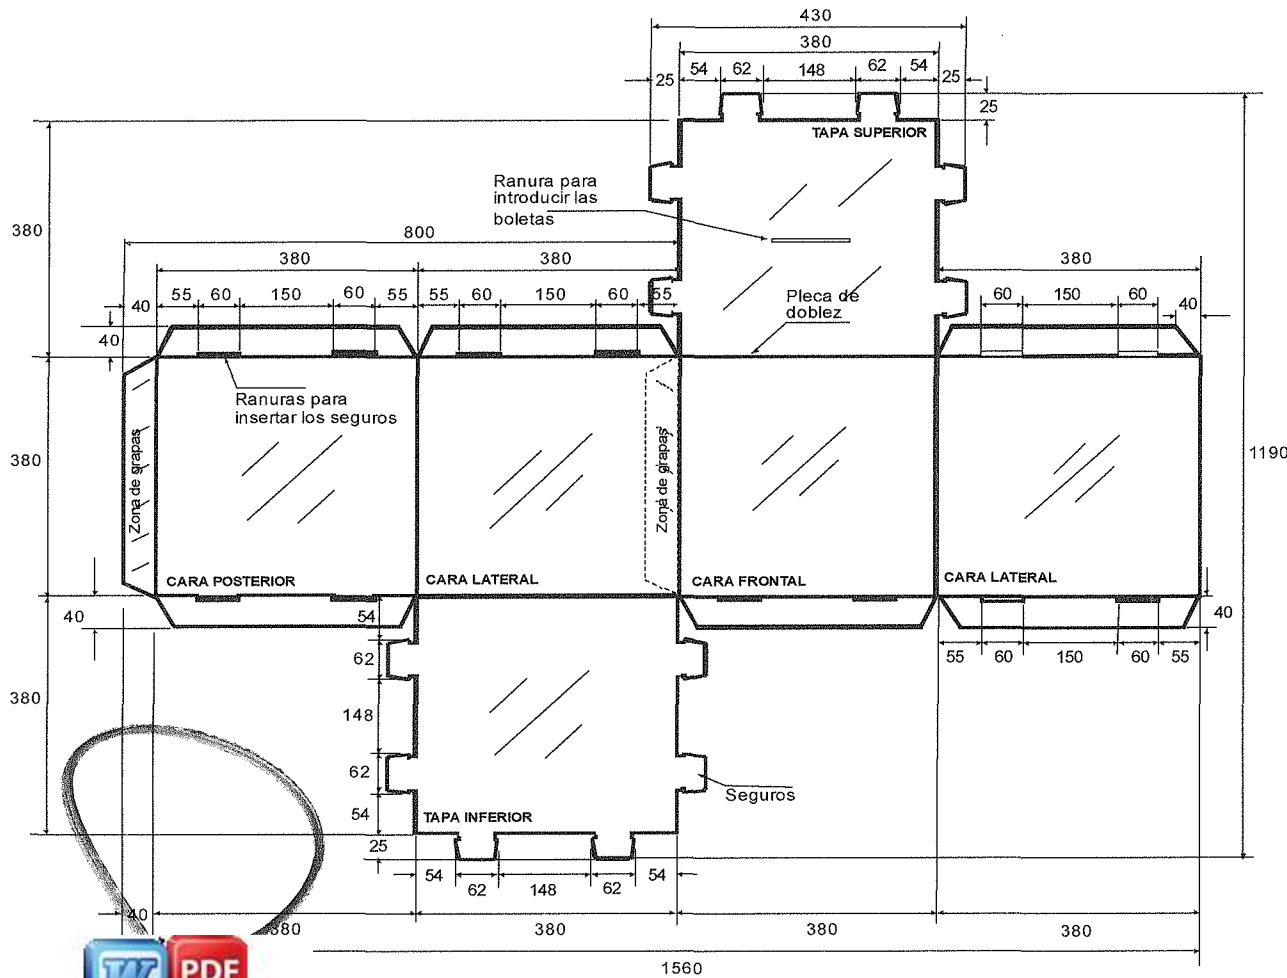 430
380
54 62 148 62 54
25 25
25
TAPA SUPERIOR
Ranura para
introducir las
boletas
380
800
380 380 380
55 60 150 60 55 55 60 150 60 55
40
60 150 60
40
Pleca de
doblez
40
Ranuras para
insertar los seguros
Zona de grapas
Zona de grapas
380
1190
CARA POSTERIOR
CARA LATERAL
CARA FRONTAL
CARA LATERAL
40
54
40
62
55 60 150 60 55
380
148
62
Seguros
54
TAPA INFERIOR
25
54 62 148 62 54
40 380 380 380 380
1560
W PDF